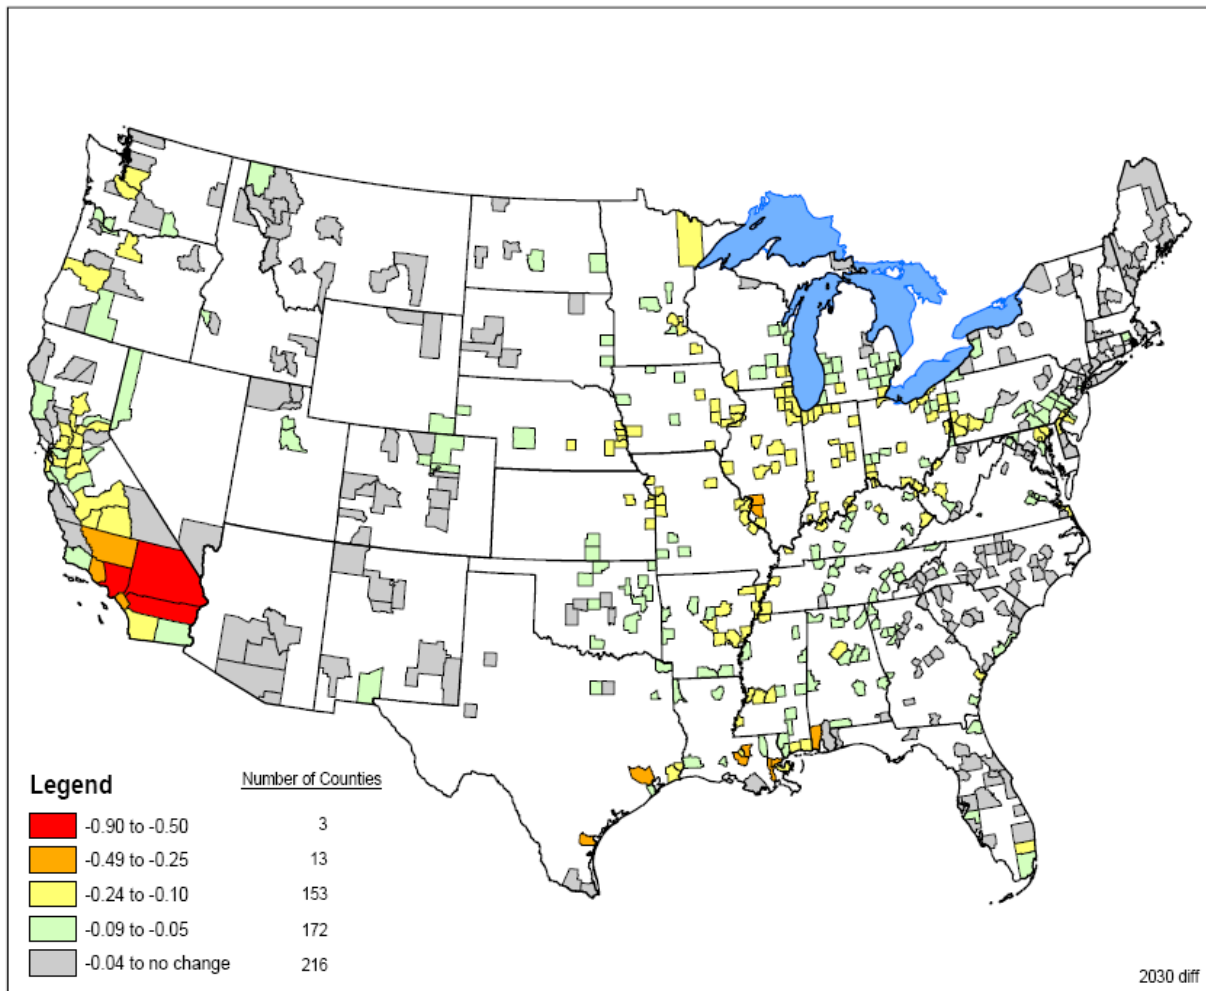 Legend
Number of Counties
-0.90 to -0.50 3
-0.49 to -0.25 13
-0.24 to -0.10 153
-0.09 to -0.05 172
-0.04 to no change 216
2030 diff